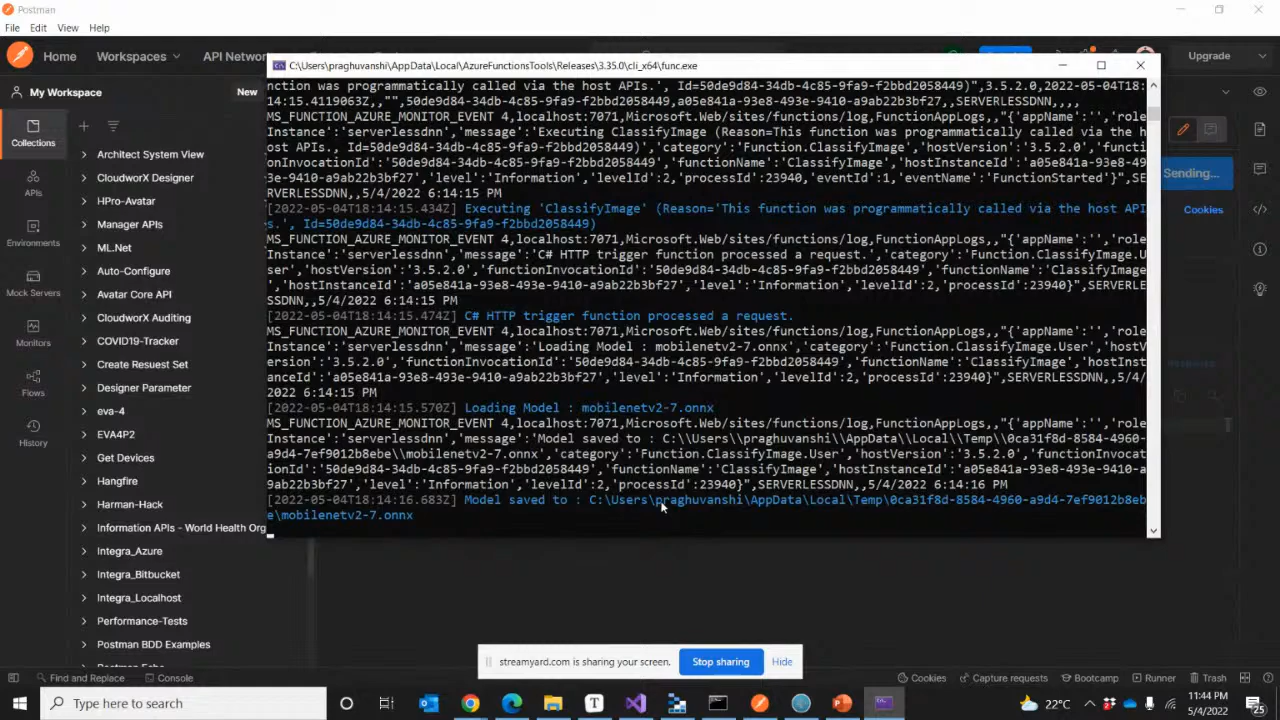 Postman
File Edit View Help
Home Workspaces API Network Upgrade
C:\Users\praghuvanshi\AppData\Local\AzureFunctionsTools\Releases\3.35.0\cli_x64\func.exe
My Workspace New
Collections
APIs
Environments
Mock Servers
Monitors
Flows
History
Architect System View
CloudworX Designer
HPro-Avatar
Manager APIs
ML.Net
Auto-Configure
Avatar Core API
CloudworX Auditing
COVID19-Tracker
Create Resuest Set
Designer Parameter
eva-4
EVA4P2
Get Devices
Hangfire
Harman-Hack
Information APIs - World Health Org
Integra_Azure
Integra_Bitbucket
Integra_Localhost
Performance-Tests
Postman BDD Examples
nction was programmatically called via the host APIs.', Id=50de9d84-34db-4c85-9fa9-f2bbd2058449)",3.5.2.0,2022-05-04T18
:14:15.4119063Z,,"",50de9d84-34db-4c85-9fa9-f2bbd2058449,a05e841a-93e8-493e-9410-a9ab22b3bf27,,SERVERLESSDNN,,,,
MS_FUNCTION_AZURE_MONITOR_EVENT 4,localhost:7071,Microsoft.Web/sites/functions/log,FunctionAppLogs,,"{'appName':'','role
Instance':'serverlessdnn','message':'Executing ClassifyImage (Reason=This function was programmatically called via the h
ost APIs., Id=50de9d84-34db-4c85-9fa9-f2bbd2058449)','category':'Function.ClassifyImage','hostVersion':'3.5.2.0','functi
onInvocationId':'50de9d84-34db-4c85-9fa9-f2bbd2058449','functionName':'ClassifyImage','hostInstanceId':'a05e841a-93e8-49
3e-9410-a9ab22b3bf27','level':'Information','levelId':2,'processId':23940,'eventId':1,'eventName':'FunctionStarted'}",SE
RVERLESSDNN,,5/4/2022 6:14:15 PM
[2022-05-04T18:14:15.434Z] Executing 'ClassifyImage' (Reason='This function was programmatically called via the host API
s.', Id=50de9d84-34db-4c85-9fa9-f2bbd2058449)
MS_FUNCTION_AZURE_MONITOR_EVENT 4,localhost:7071,Microsoft.Web/sites/functions/log,FunctionAppLogs,,"{'appName':'','role
Instance':'serverlessdnn','message':'C# HTTP trigger function processed a request.','category':'Function.ClassifyImage.U
ser','hostVersion':'3.5.2.0','functionInvocationId':'50de9d84-34db-4c85-9fa9-f2bbd2058449','functionName':'ClassifyImage
','hostInstanceId':'a05e841a-93e8-493e-9410-a9ab22b3bf27','level':'Information','levelId':2,'processId':23940}",SERVERLE
SSDNN,,5/4/2022 6:14:15 PM
[2022-05-04T18:14:15.474Z] C# HTTP trigger function processed a request.
MS_FUNCTION_AZURE_MONITOR_EVENT 4,localhost:7071,Microsoft.Web/sites/functions/log,FunctionAppLogs,,"{'appName':'','role
Instance':'serverlessdnn','message':'Loading Model : mobilenetv2-7.onnx','category':'Function.ClassifyImage.User','hostV
ersion':'3.5.2.0','functionInvocationId':'50de9d84-34db-4c85-9fa9-f2bbd2058449','functionName':'ClassifyImage','hostInst
anceId':'a05e841a-93e8-493e-9410-a9ab22b3bf27','level':'Information','levelId':2,'processId':23940}",SERVERLESSDNN,,5/4/
2022 6:14:15 PM
[2022-05-04T18:14:15.570Z] Loading Model : mobilenetv2-7.onnx
MS_FUNCTION_AZURE_MONITOR_EVENT 4,localhost:7071,Microsoft.Web/sites/functions/log,FunctionAppLogs,,"{'appName':'','role
Instance':'serverlessdnn','message':'Model saved to : C:\\Users\\praghuvanshi\\AppData\\Local\\Temp\\0ca31f8d-8584-4960-
a9d4-7ef9012b8ebe\\mobilenetv2-7.onnx','category':'Function.ClassifyImage.User','hostVersion':'3.5.2.0','functionInvocat
ionId':'50de9d84-34db-4c85-9fa9-f2bbd2058449','functionName':'ClassifyImage','hostInstanceId':'a05e841a-93e8-493e-9410-a
9ab22b3bf27','level':'Information','levelId':2,'processId':23940}",SERVERLESSDNN,,5/4/2022 6:14:16 PM
[2022-05-04T18:14:16.683Z] Model saved to : C:\Users\praghuvanshi\AppData\Local\Temp\0ca31f8d-8584-4960-a9d4-7ef9012b8eb
e\mobilenetv2-7.onnx
Sending...
Cookies
streamyard.com is sharing your screen. Stop sharing Hide
Find and Replace Console Cookies Capture requests Bootcamp Runner Trash
Type here to search 22°C 11:44 PM
5/4/2022 25